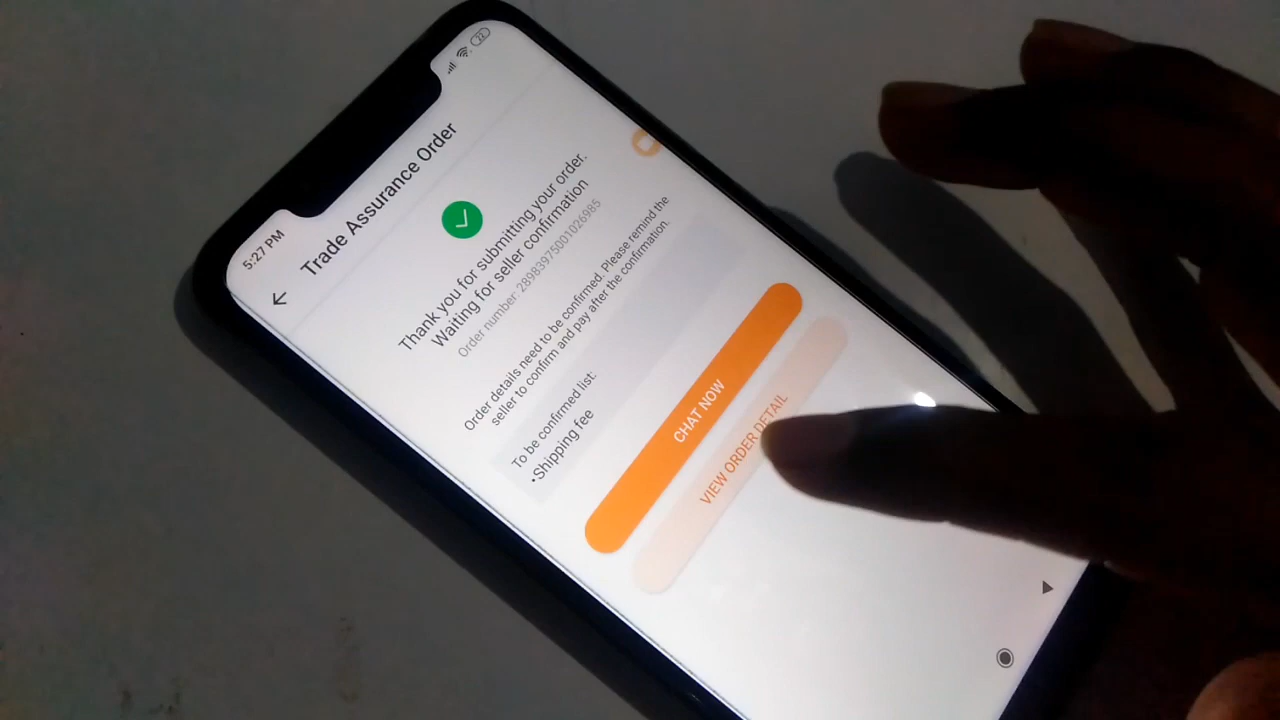 5:27 PM
22
Trade Assurance Order
Thank you for submitting your order.
Waiting for seller confirmation
Order number: 28983975001026985
Order details need to be confirmed. Please remind the
seller to confirm and pay after the confirmation.
To be confirmed list:
•Shipping fee
CHAT NOW
VIEW ORDER DETAIL